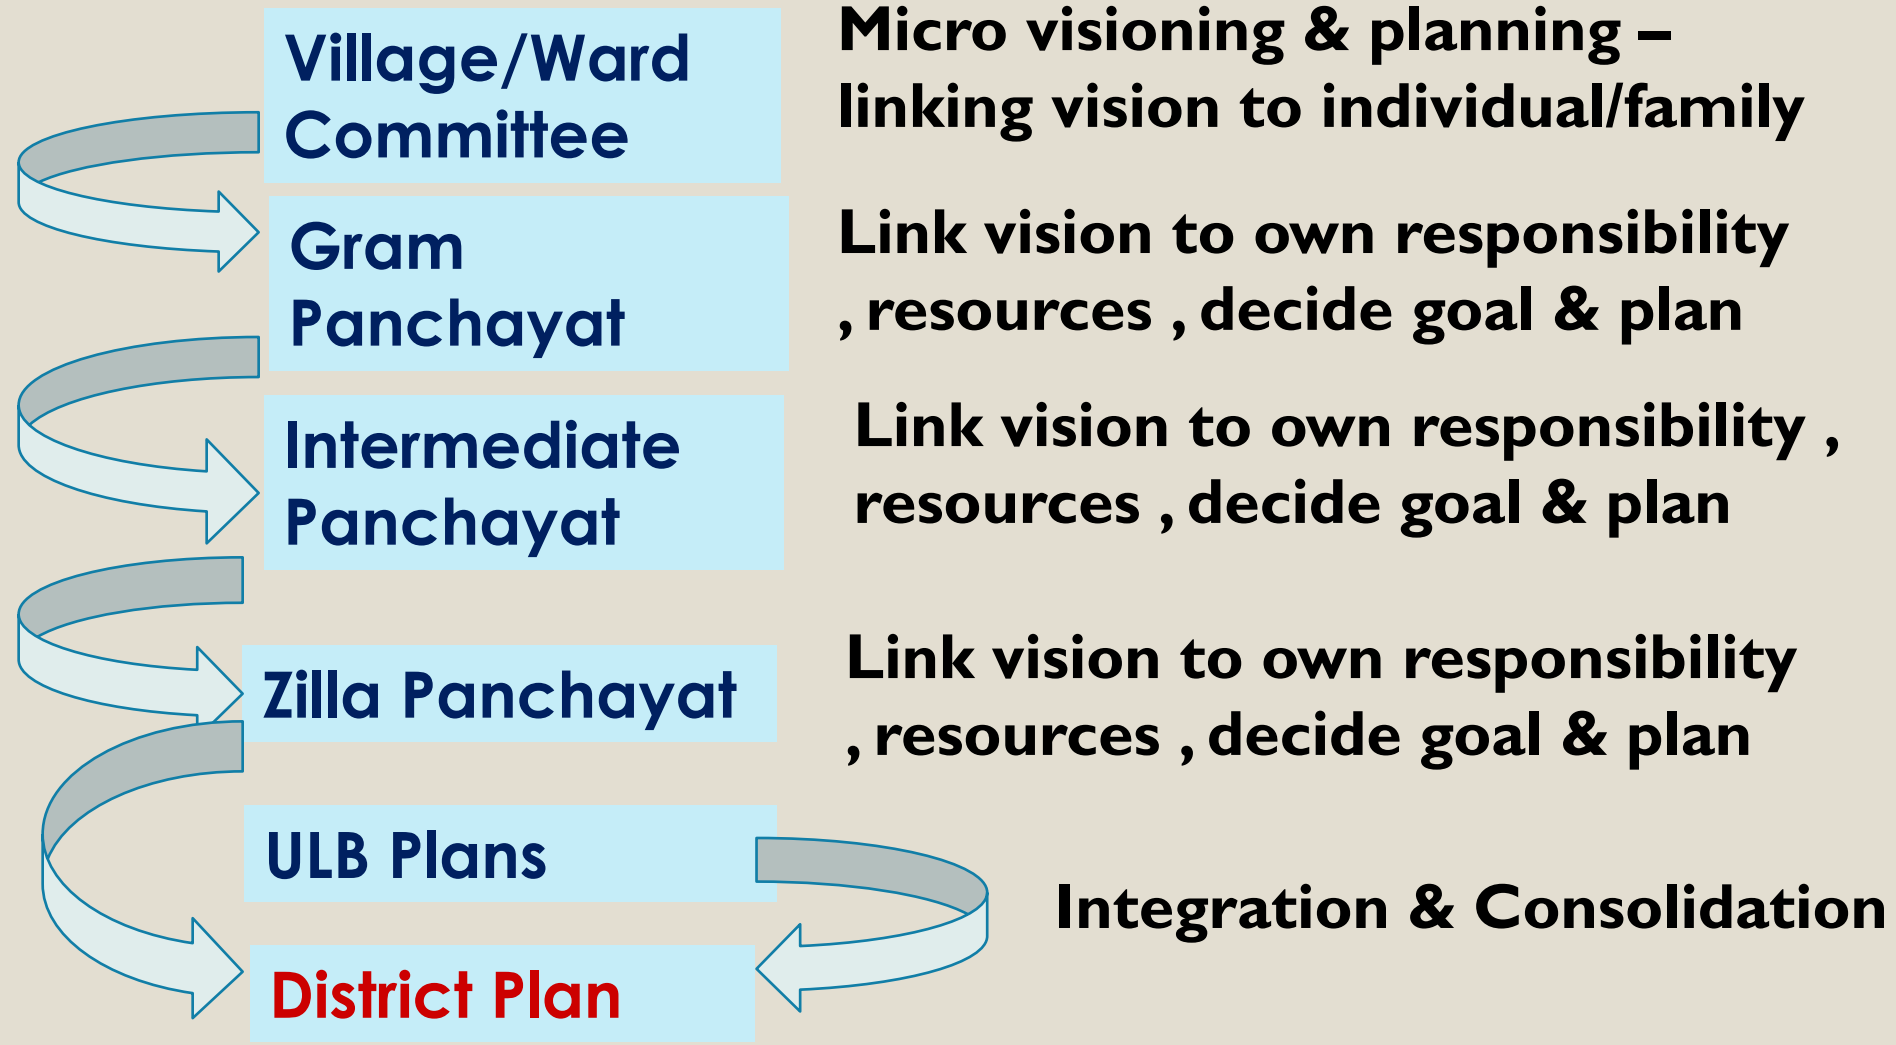 Village/Ward
Committee
Micro visioning & planning –
linking vision to individual/family
Gram
Panchayat
Link vision to own responsibility
, resources , decide goal & plan
Intermediate
Panchayat
Link vision to own responsibility ,
resources , decide goal & plan
Zilla Panchayat
Link vision to own responsibility
, resources , decide goal & plan
ULB Plans
Integration & Consolidation
District Plan